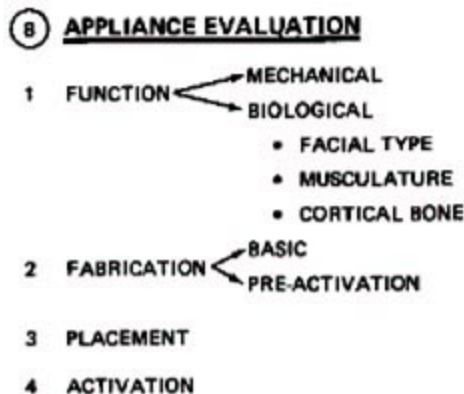 8 APPLIANCE EVALUATION
1 FUNCTION
MECHANICAL
BIOLOGICAL
• FACIAL TYPE
• MUSCULATURE
• CORTICAL BONE
2 FABRICATION
BASIC
PRE-ACTIVATION
3 PLACEMENT
4 ACTIVATION